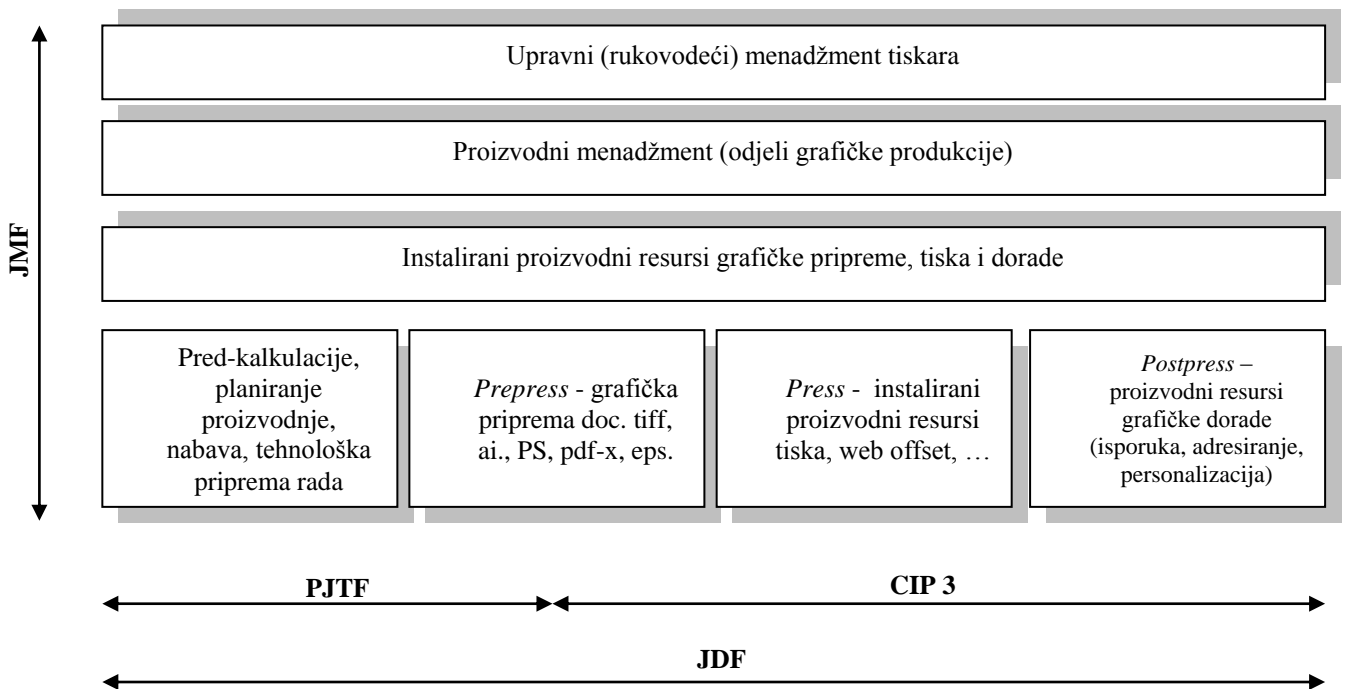 Upravni (rukovodeći) menadžment tiskara
Proizvodni menadžment (odjeli grafičke produkcije)
JMF
Instalirani proizvodni resursi grafičke pripreme, tiska i dorade
Pred-kalkulacije,
planiranje
proizvodnje,
nabava, tehnološka
priprema rada
Prepress - grafička
priprema doc. tiff,
ai., PS, pdf-x, eps.
Press - instalirani
proizvodni resursi
tiska, web offset, …
Postpress –
proizvodni resursi
grafičke dorade
(isporuka, adresiranje,
personalizacija)
PJTF
CIP 3
JDF